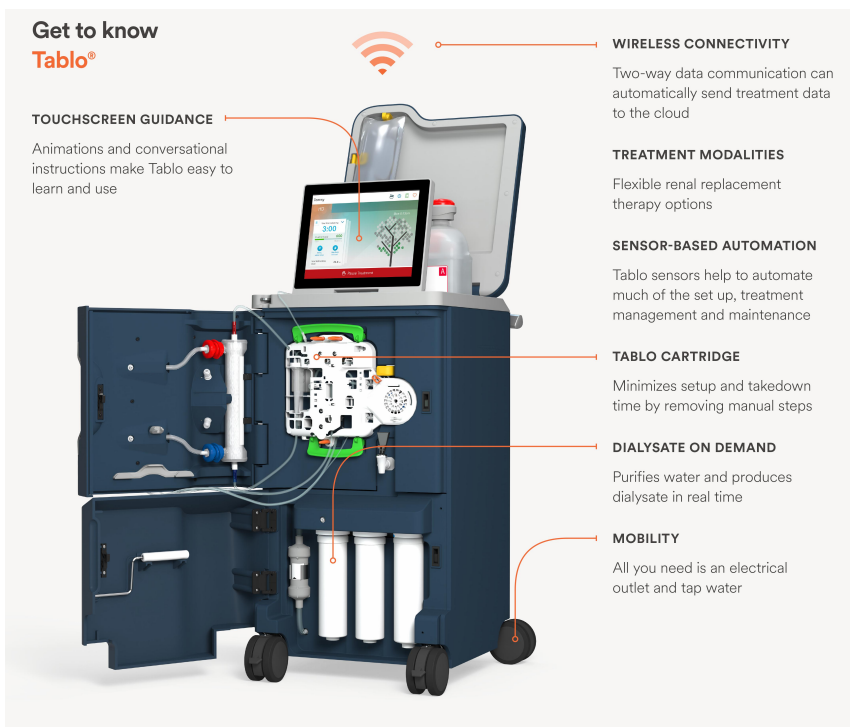 Get to know
Tablo®
TOUCHSCREEN GUIDANCE
Animations and conversational
instructions make Tablo easy to
learn and use
WIRELESS CONNECTIVITY
Two-way data communication can
automatically send treatment data
to the cloud
TREATMENT MODALITIES
Flexible renal replacement
therapy options
SENSOR-BASED AUTOMATION
Tablo sensors help to automate
much of the set up, treatment
management and maintenance
TABLO CARTRIDGE
Minimizes setup and takedown
time by removing manual steps
DIALYSATE ON DEMAND
Purifies water and produces
dialysate in real time
MOBILITY
All you need is an electrical
outlet and tap water
3:00
A